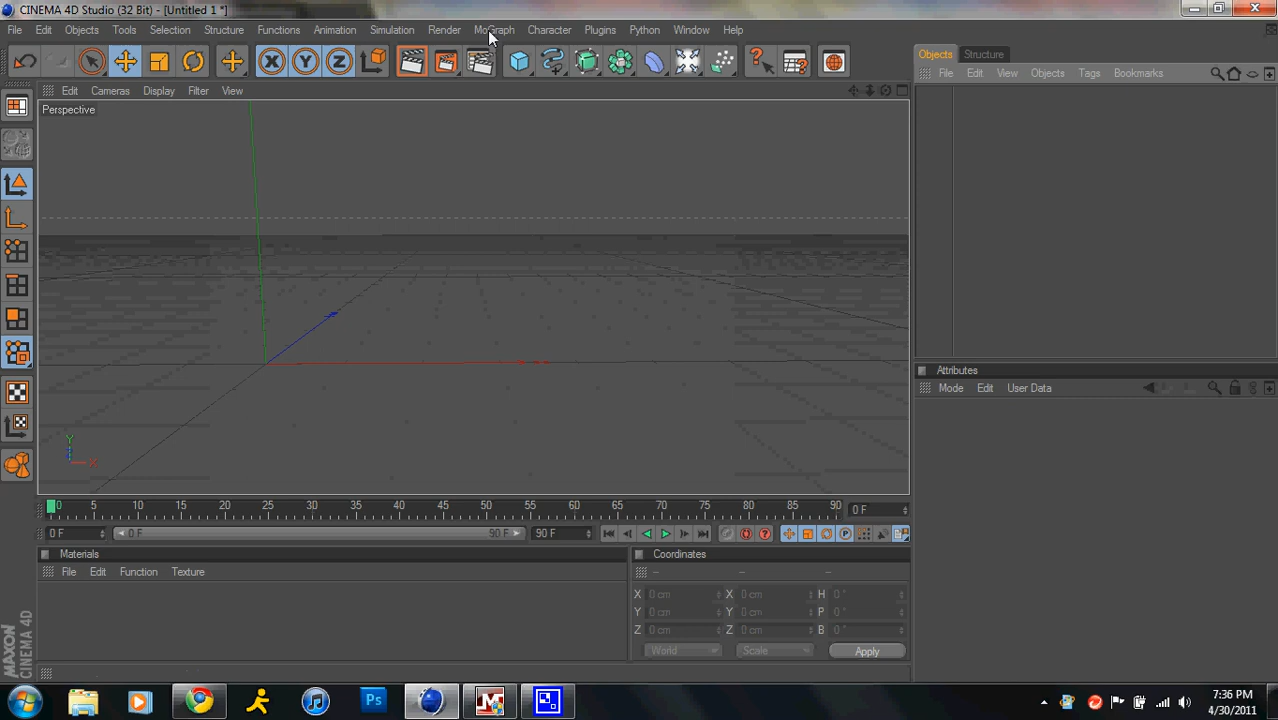 CINEMA 4D Studio (32 Bit) - [Untitled 1 *]
File Edit Objects Tools Selection Structure Functions Animation Simulation Render MoGraph Character Plugins Python Window Help
Objects Structure
File Edit View Objects Tags Bookmarks
Edit Cameras Display Filter View
Perspective
Y
Z
X
Attributes
Mode Edit User Data
0 5 10 15 20 25 30 35 40 45 50 55 60 65 70 75 80 85 90 0 F
0 F 0 F 90 F 90 F
Materials
File Edit Function Texture
Coordinates
-- -- --
X 0 cm X 0 cm H 0 °
Y 0 cm Y 0 cm P 0 °
Z 0 cm Z 0 cm B 0 °
World Scale Apply
MAXON
CINEMA 4D
Ps
7:36 PM
4/30/2011